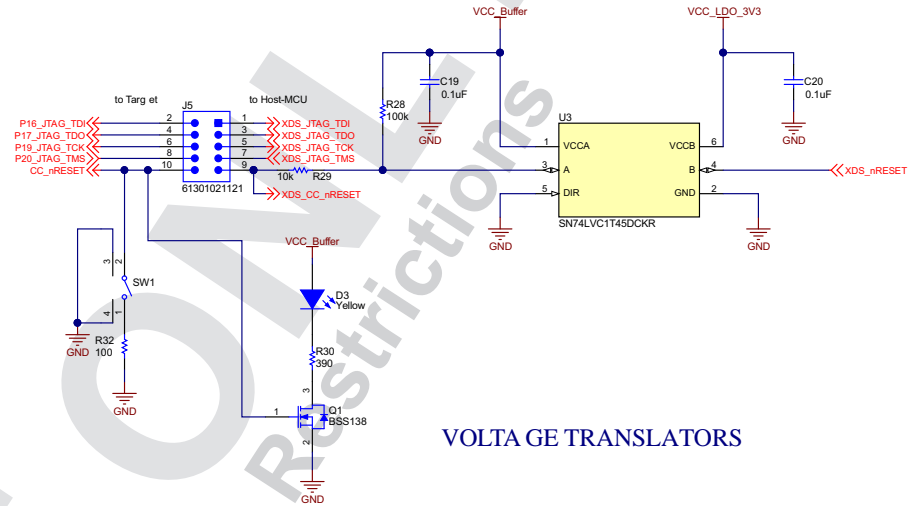 VCC_Buffer
VCC_LDO_3V3
C19
0.1uF
C20
0.1uF
R28
100k
GND
GND
to Targ et
to Host-MCU
J5
P16_JTAG_TDI 2 1 XDS_JTAG_TDI
P17_JTAG_TDO 4 3 XDS_JTAG_TDO
P19_JTAG_TCK 6 5 XDS_JTAG_TCK
P20_JTAG_TMS 8 7 XDS_JTAG_TMS
CC_nRESET 10 9
61301021121
10k R29
XDS_CC_nRESET
U3
1 VCCA VCCB 6
3 A B 4 XDS_nRESET
5 DIR GND 2
SN74LVC1T45DCKR
GND
GND
3 2
SW1
4 1
GND
R32
100
GND
VCC_Buffer
D3
Yellow
R30
390
3
1 Q1
BSS138
2
GND
VOLTA GE TRANSLATORS
ONL
Restrictions